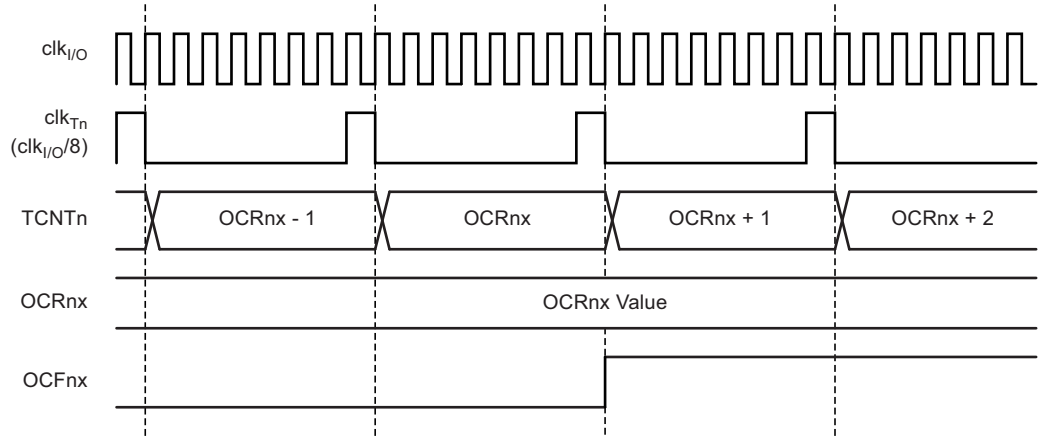 clkI/O
clkTn
(clkI/O/8)
TCNTn
OCRnx - 1
OCRnx
OCRnx + 1
OCRnx + 2
OCRnx
OCRnx Value
OCFnx